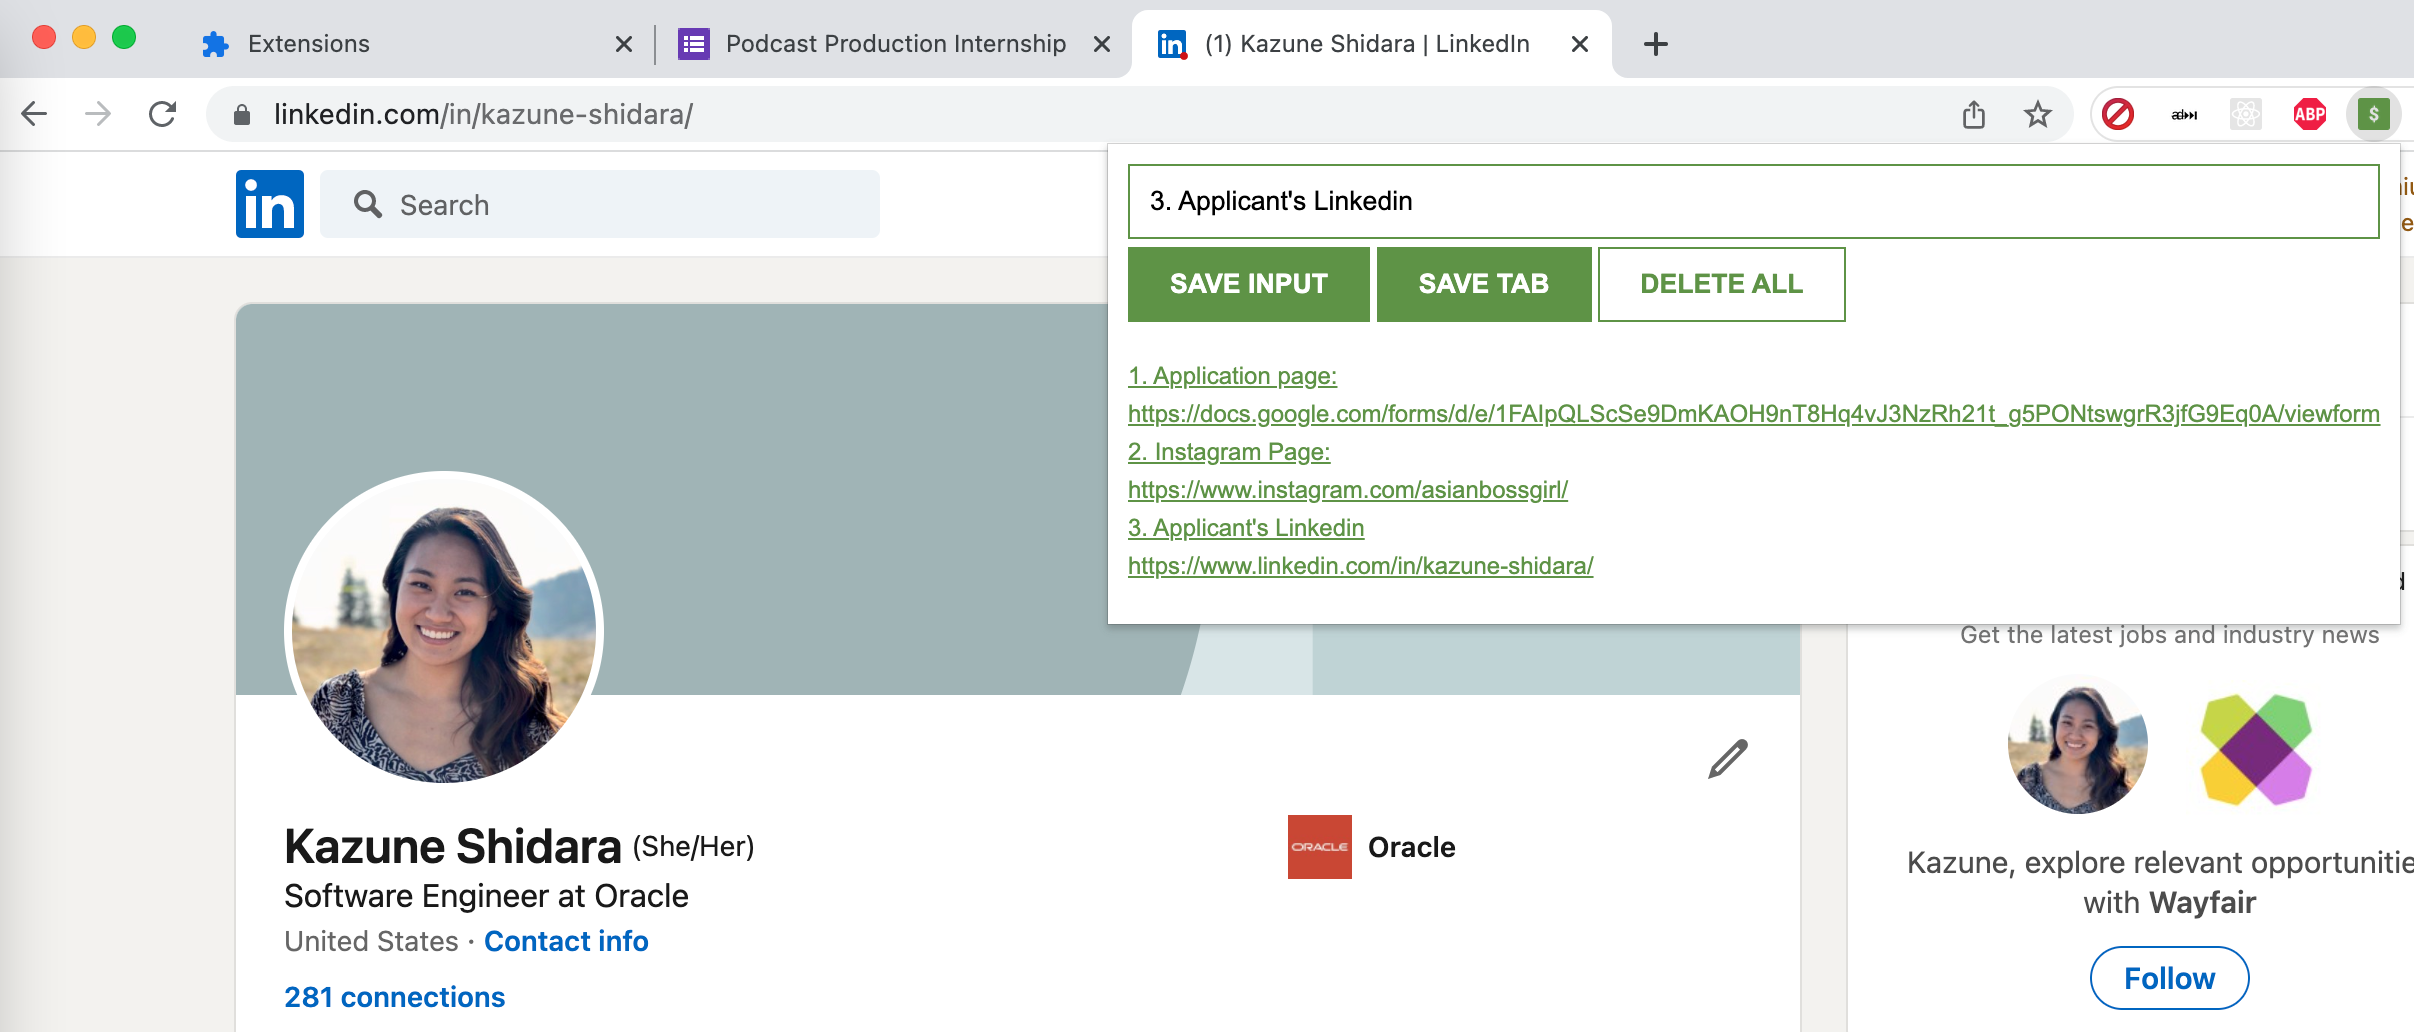 Extensions
Podcast Production Internship
(1) Kazune Shidara | LinkedIn
linkedin.com/in/kazune-shidara/
ABP
$
in
Search
3. Applicant's Linkedin
SAVE INPUT
SAVE TAB
DELETE ALL
1. Application page:
https://docs.google.com/forms/d/e/1FAIpQLScSe9DmKAOH9nT8Hq4vJ3NzRh21t_g5PONtswgrR3jfG9Eq0A/viewform
2. Instagram Page:
https://www.instagram.com/asianbossgirl/
3. Applicant's Linkedin
https://www.linkedin.com/in/kazune-shidara/
Get the latest jobs and industry news
Kazune Shidara (She/Her)
Software Engineer at Oracle
United States · Contact info
281 connections
ORACLE
Oracle
Kazune, explore relevant opportunitie
with Wayfair
Follow